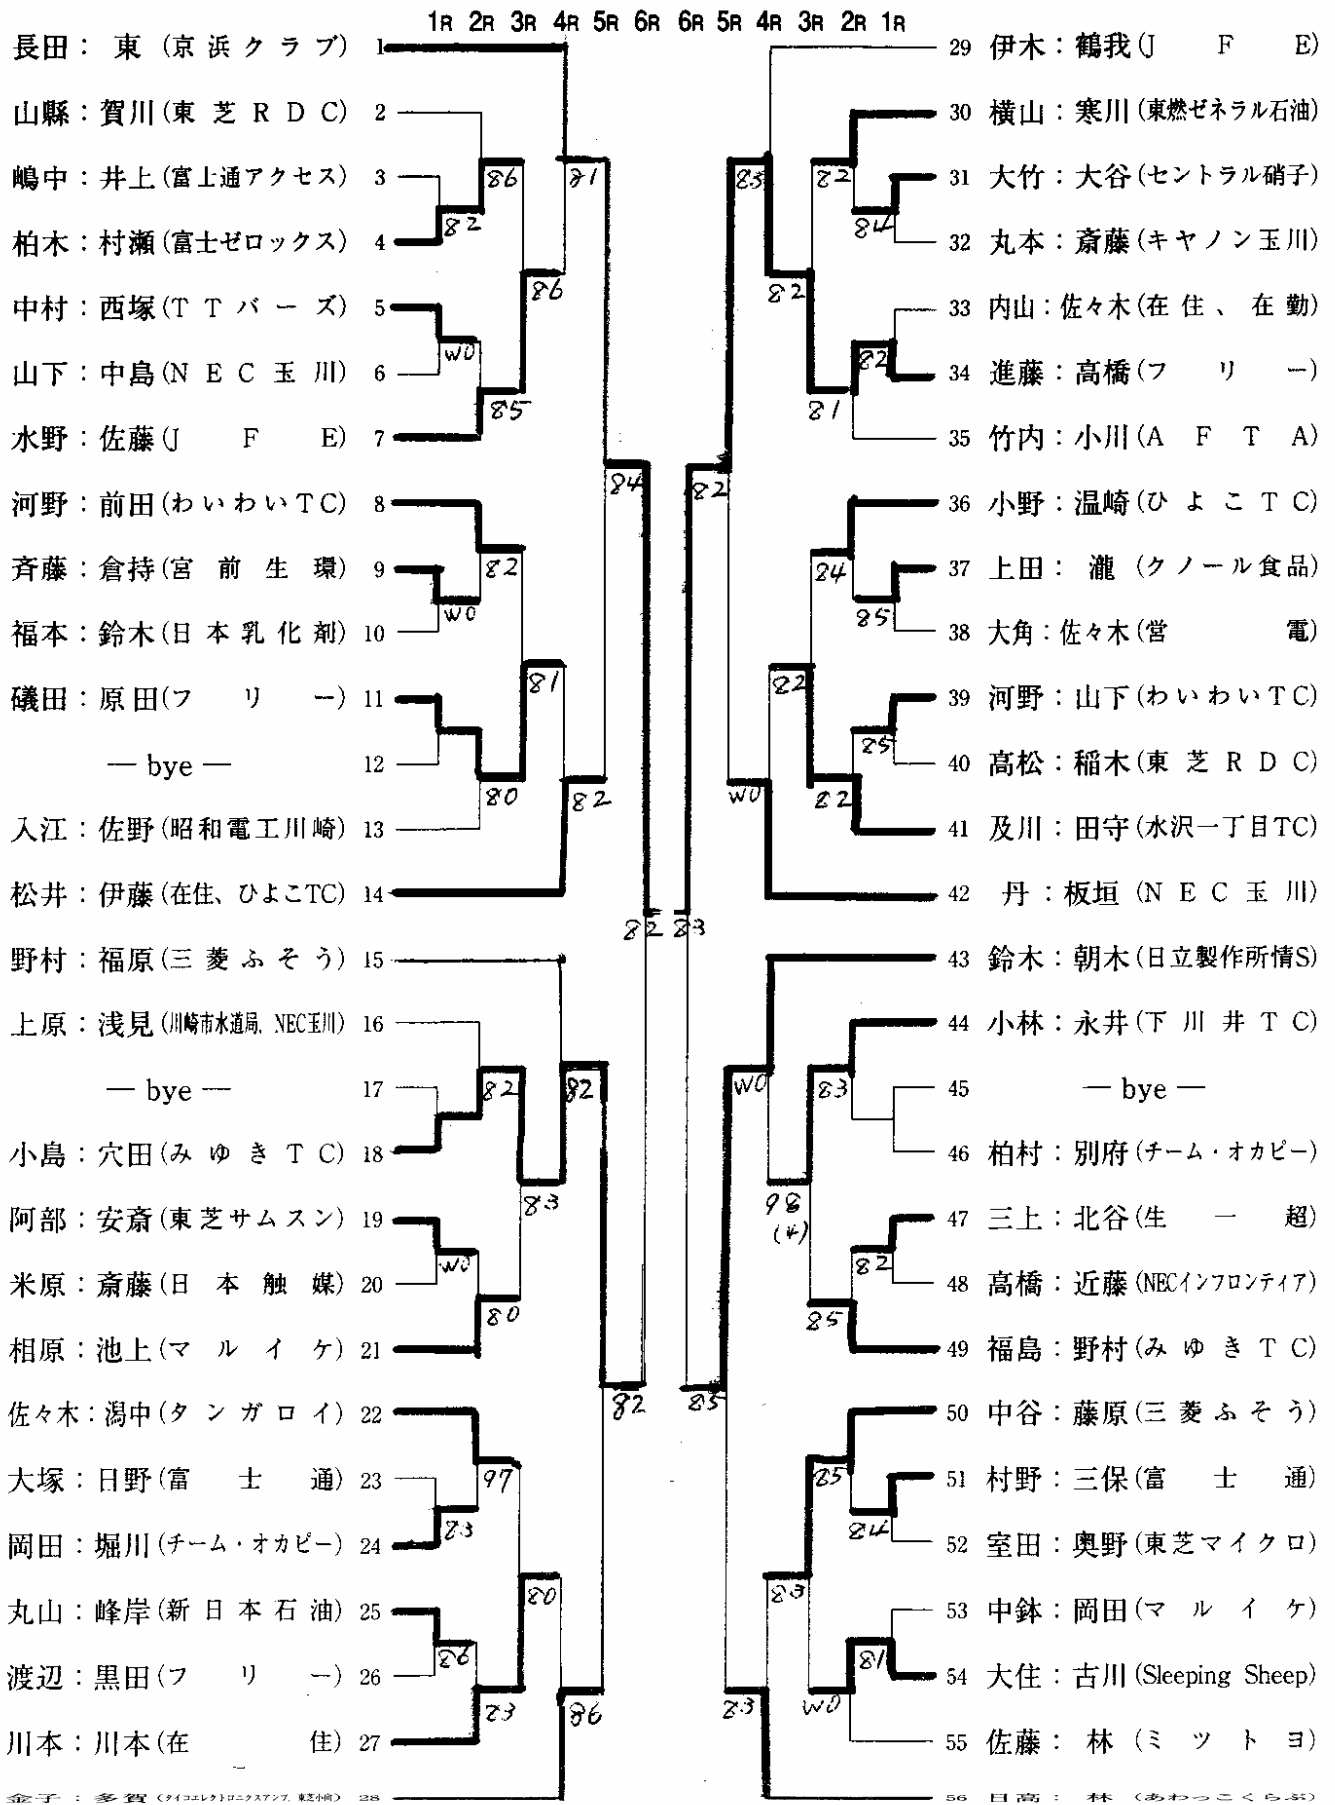 1R 2R 3R 4R 5R 6R 6R 5R 4R 3R 2R 1R
長田：東（京浜クラブ） 1
山縣：賀川（東芝RDC） 2
嶋中：井上（富士通アクセス） 3
柏木：村瀬（富士ゼロックス） 4
中村：西塚（TTバーズ） 5
山下：中島（NEC玉川） 6
水野：佐藤（JFE） 7
河野：前田（わいわいTC） 8
斉藤：倉持（宮前生環） 9
福本：鈴木（日本乳化剤） 10
磯田：原田（フリー） 11
— bye — 12
入江：佐野（昭和電工川崎） 13
松井：伊藤（在住、ひよこTC） 14
野村：福原（三菱ふそう） 15
上原：浅見（川崎市水道局、NEC玉川） 16
— bye — 17
小島：穴田（みゆきTC） 18
阿部：安斎（東芝サムスン） 19
米原：斎藤（日本触媒） 20
相原：池上（マルイケ） 21
佐々木：潟中（タンガロイ） 22
大塚：日野（富士通） 23
岡田：堀川（チーム・オカピー） 24
丸山：峰岸（新日本石油） 25
渡辺：黒田（フリー） 26
川本：川本（在住） 27
28
82
W0
W0
W0
83
86
86
85
82
80
82
80
97
83
86
81
83
80
21
82
82
86
84
82
82
83
82
85
83
W0
W0
83
82
82
98
(4)
83
82
81
84
82
83
85
85
W0
84
82
85
85
82
84
81
29 伊木：鶴我（JFE）
30 横山：寒川（東燃ゼネラル石油）
31 大竹：大谷（セントラル硝子）
32 丸本：斎藤（キヤノン玉川）
33 内山：佐々木（在住、在勤）
34 進藤：高橋（フリー）
35 竹内：小川（AFTA）
36 小野：温崎（ひよこTC）
37 上田：瀧（クノール食品）
38 大角：佐々木（営電）
39 河野：山下（わいわいTC）
40 高松：稲木（東芝RDC）
41 及川：田守（水沢一丁目TC）
42 丹：板垣（NEC玉川）
43 鈴木：朝木（日立製作所情S）
44 小林：永井（下川井TC）
45 — bye —
46 柏村：別府（チーム・オカピー）
47 三上：北谷（生一超）
48 高橋：近藤（NECインフロンティア）
49 福島：野村（みゆきTC）
50 中谷：藤原（三菱ふそう）
51 村野：三保（富士通）
52 室田：奥野（東芝マイクロ）
53 中鉢：岡田（マルイケ）
54 大住：古川（Sleeping Sheep）
55 佐藤：林（ミツトヨ）
56